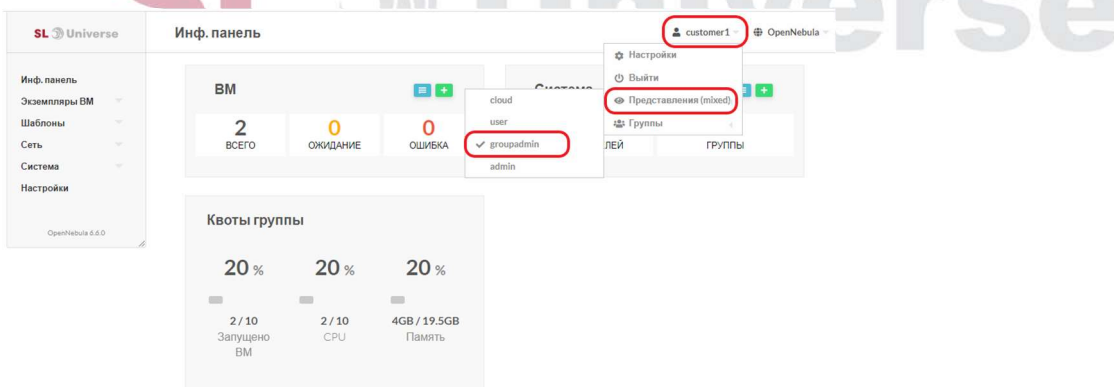 SL Universe
Инф. панель
customer1
OpenNebula
Инф. панель
Экземпляры ВМ
Шаблоны
Сеть
Система
Настройки
OpenNebula 6.6.0
Настройки
Выйти
Представления (mixed)
Группы
cloud
user
groupadmin
admin
ВМ
2
ВСЕГО
0
ОЖИДАНИЕ
0
ОШИБКА
Система
ГРУППЫ
Квоты группы
20 %
20 %
20 %
2 / 10
Запущено
ВМ
2 / 10
CPU
4GB / 19.5GB
Память